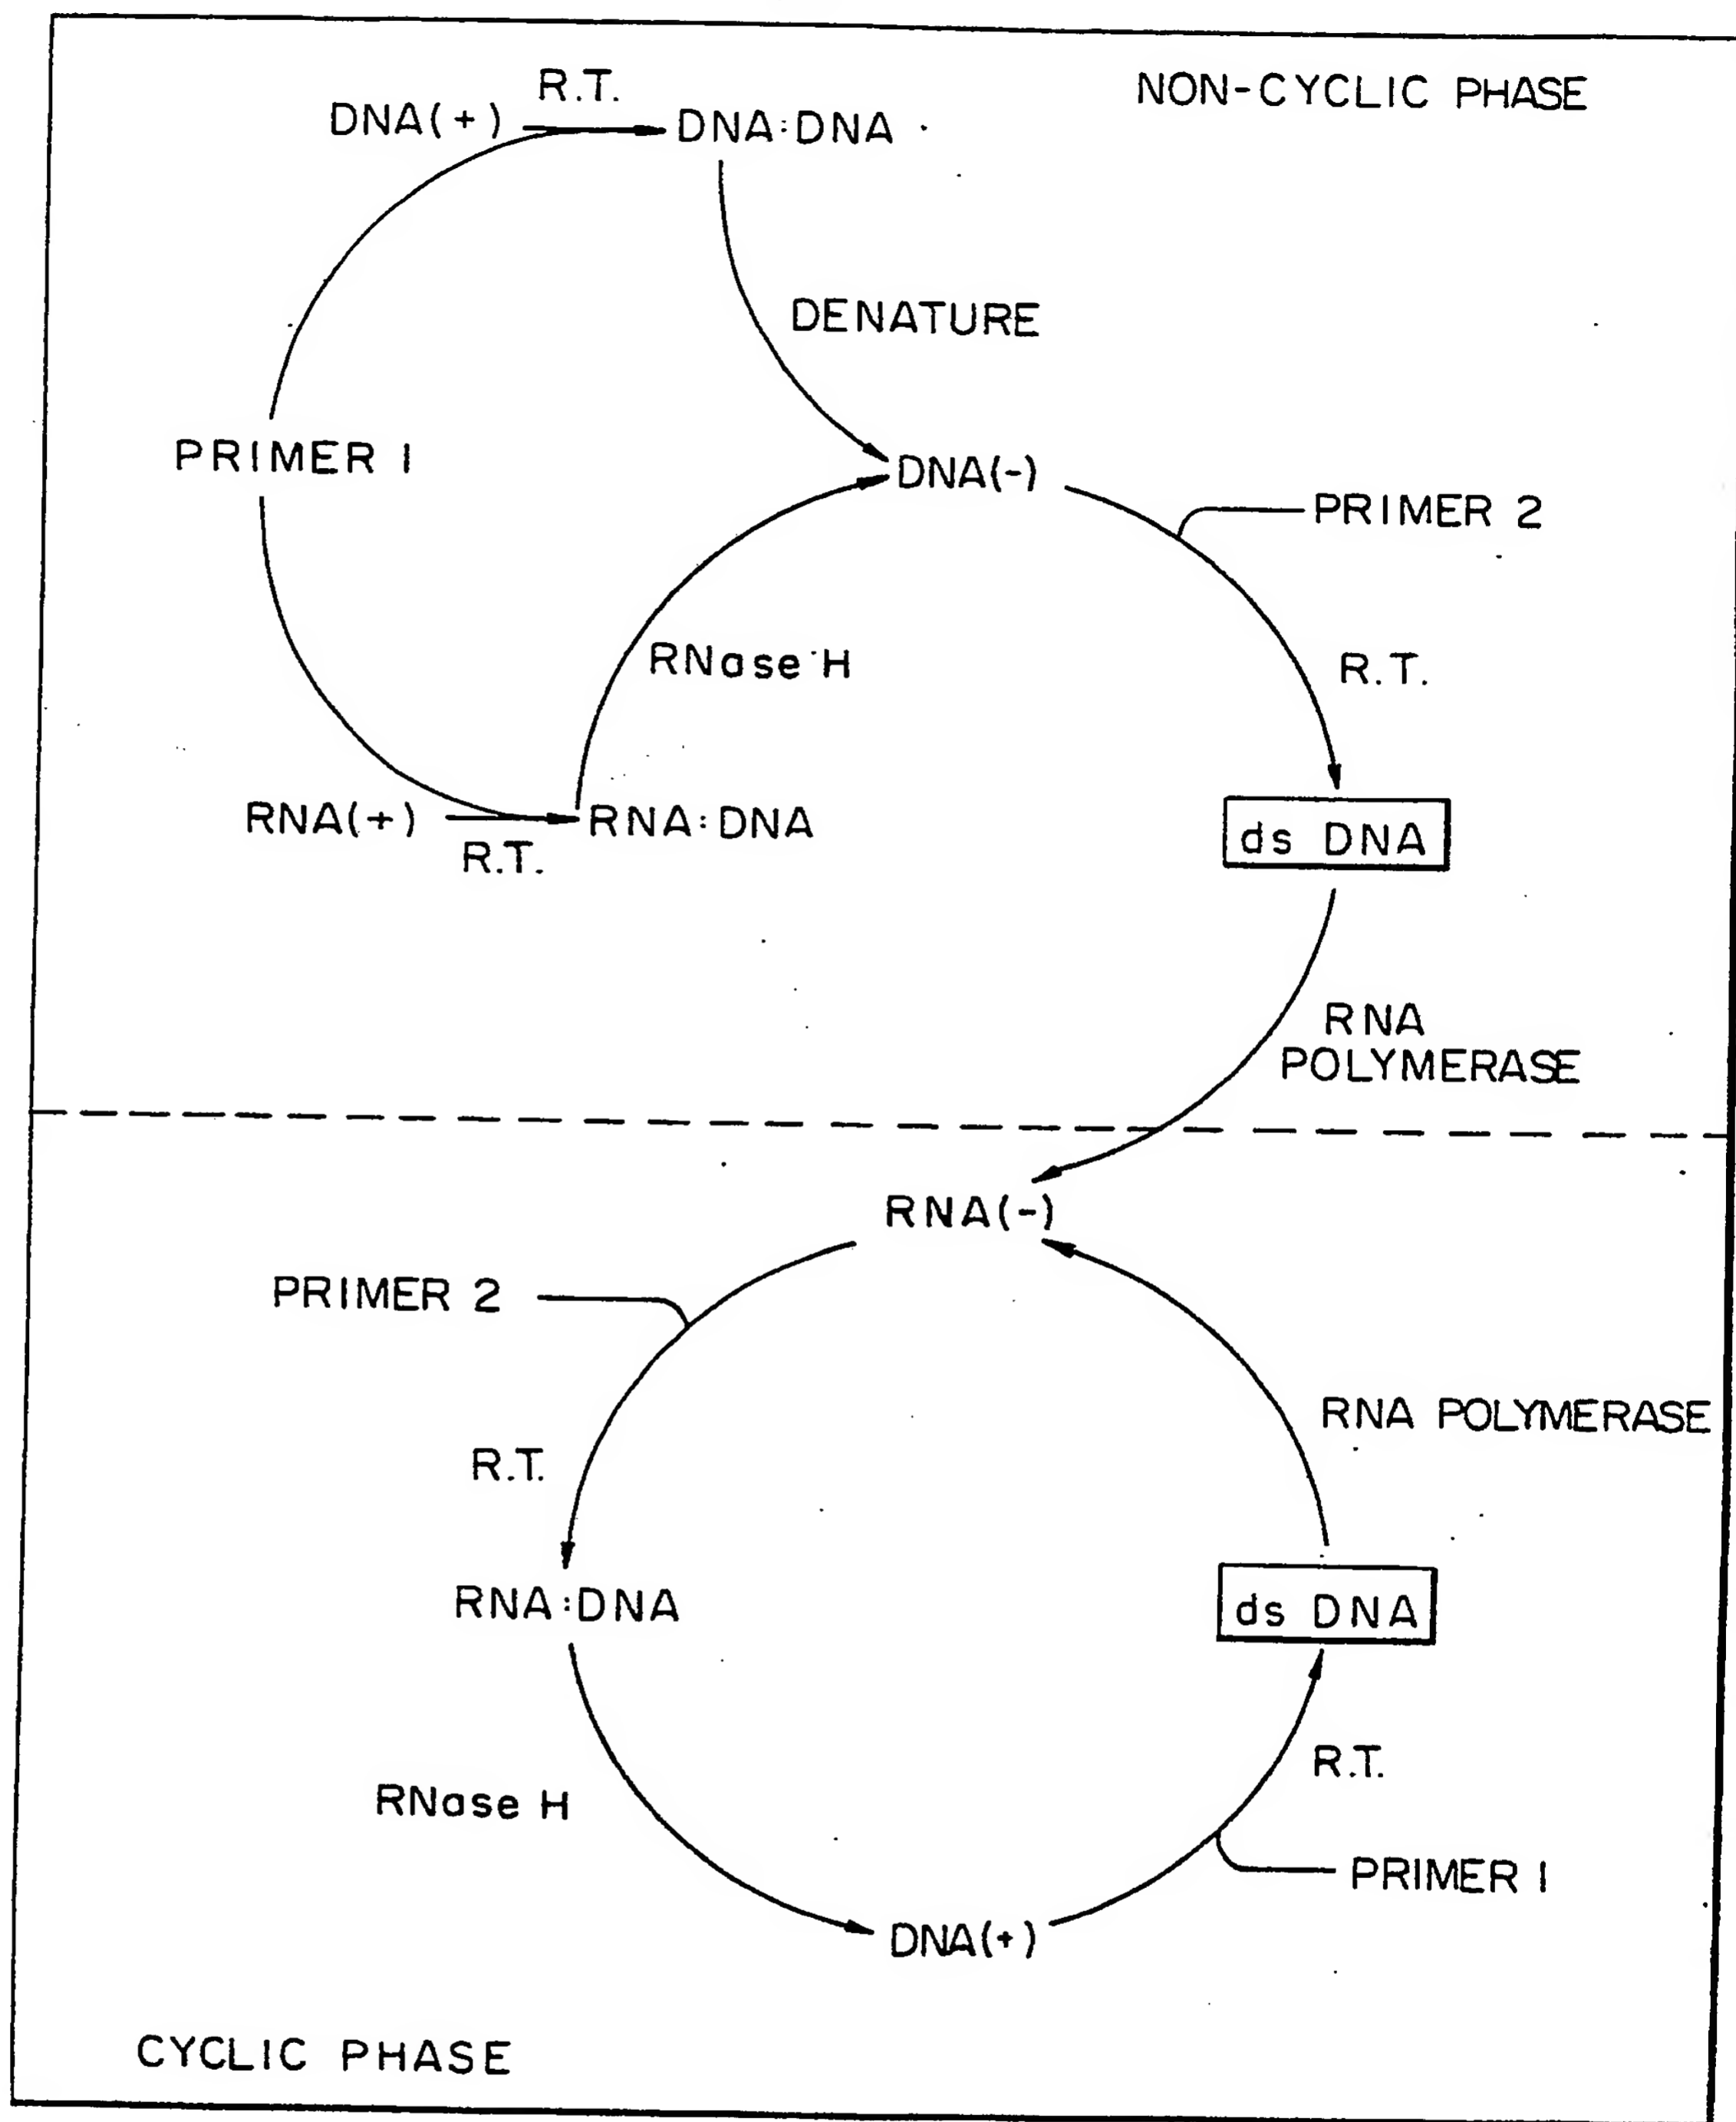 NON-CYCLIC PHASE
R.T.
DNA(+)
DNA:DNA
DENATURE
PRIMER 1
DNA(-)
PRIMER 2
RNase H
R.T.
RNA(+)
RNA:DNA
R.T.
ds DNA
RNA
POLYMERASE
RNA(-)
PRIMER 2
RNA POLYMERASE
R.T.
RNA:DNA
ds DNA
R.T.
RNase H
PRIMER 1
DNA(+)
CYCLIC PHASE